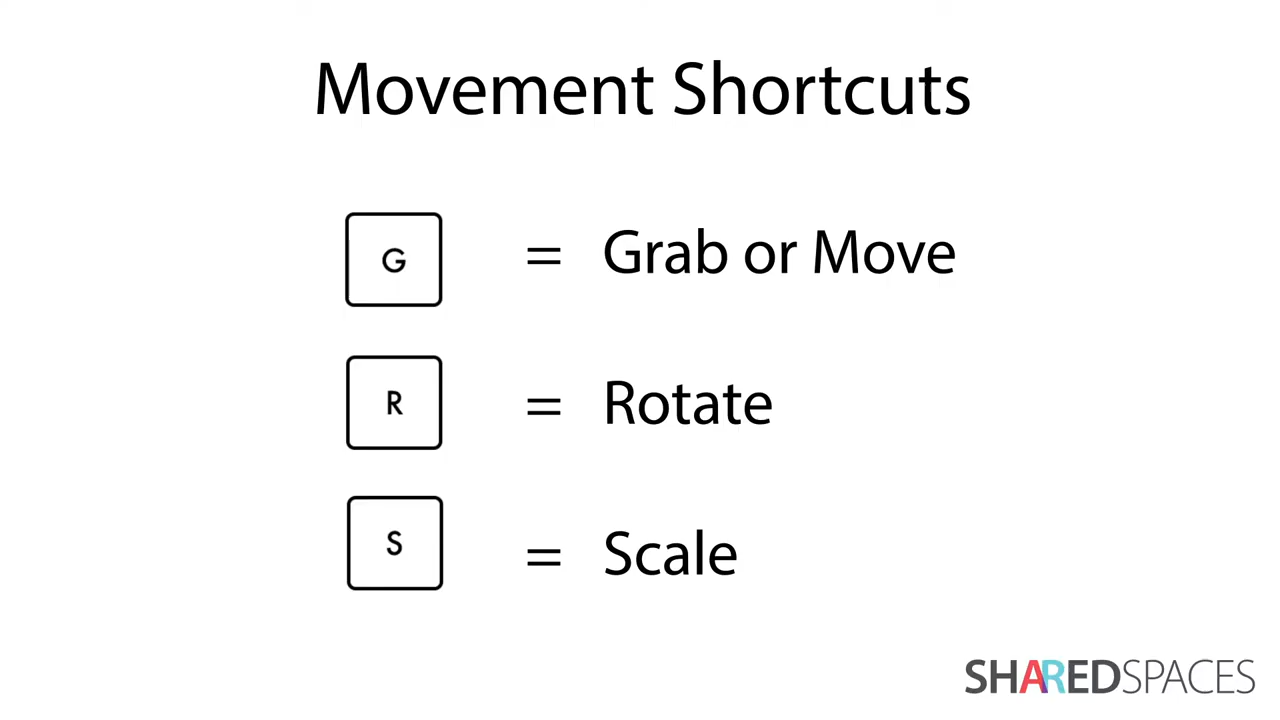 Movement Shortcuts
G = Grab or Move
R = Rotate
S = Scale
SHAREDSPACES